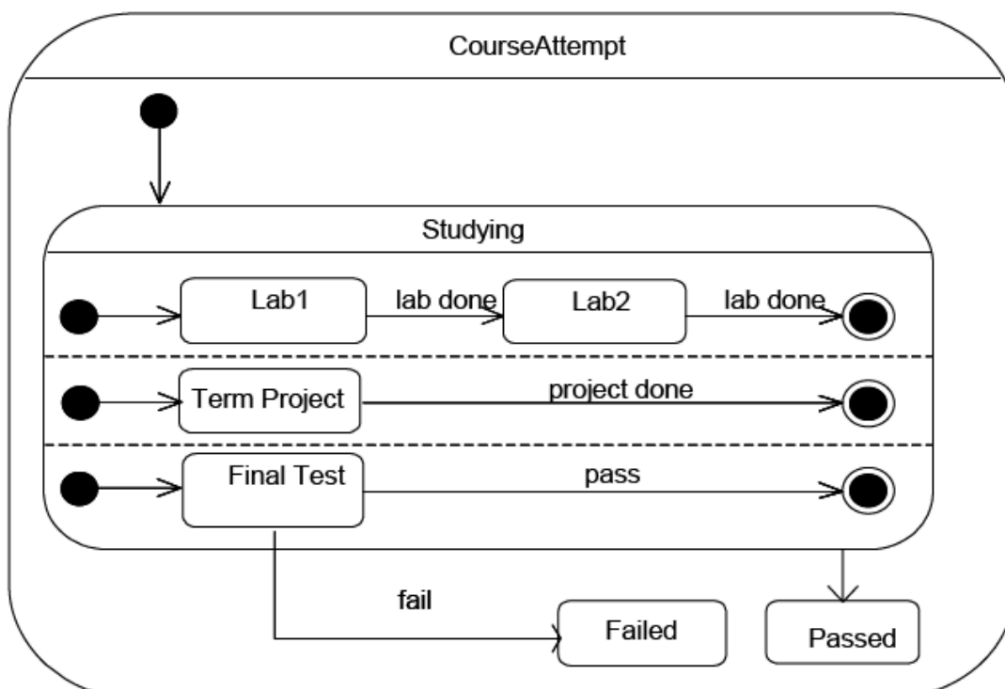 CourseAttempt
Studying
Lab1
lab done
Lab2
lab done
Term Project
project done
Final Test
pass
fail
Failed
Passed